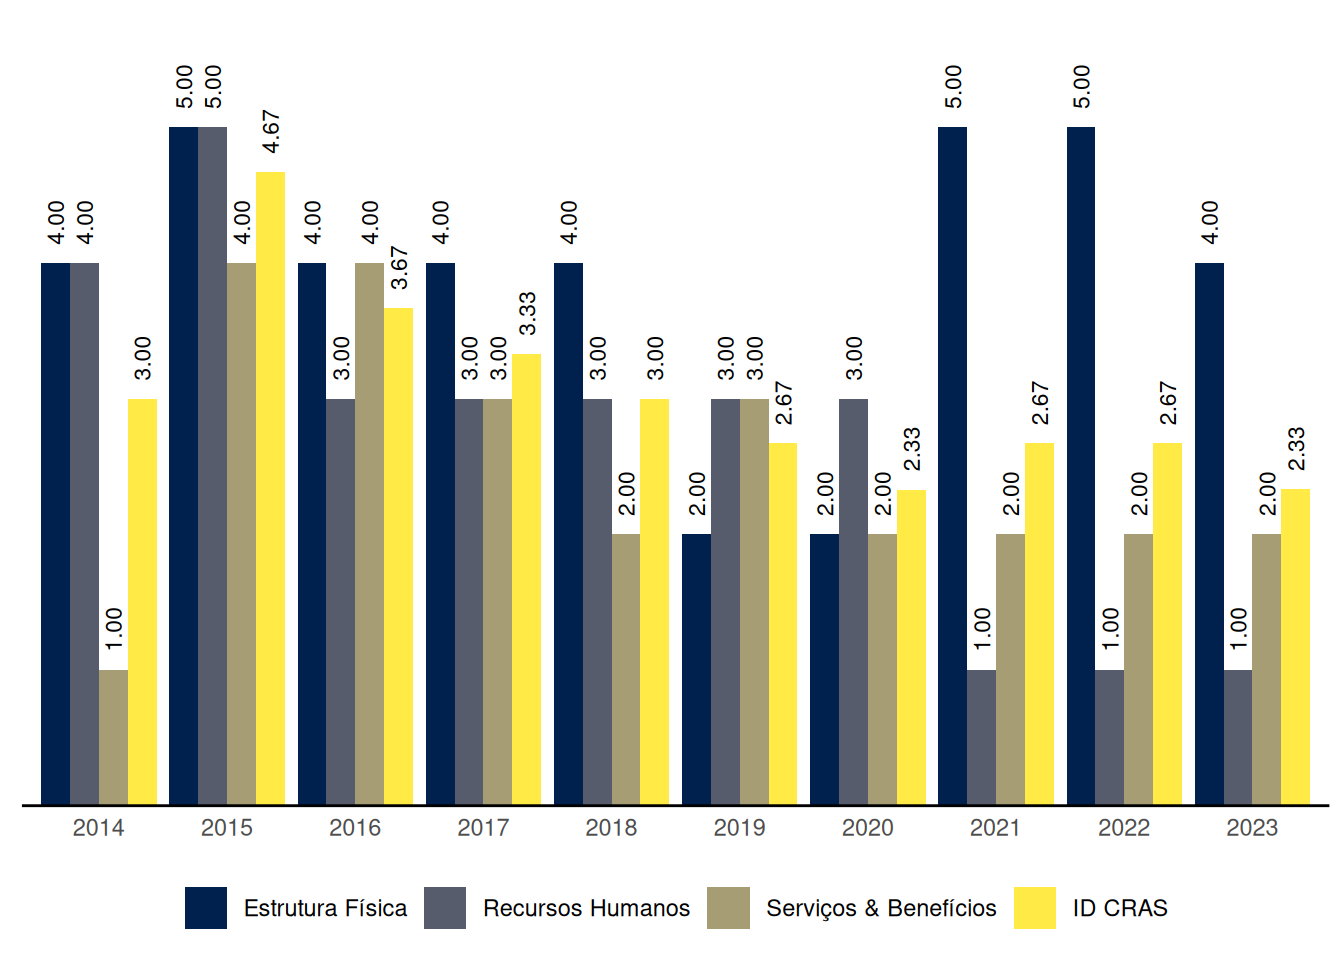 5.00 5.00 5.00 5.00
4.67
4.00 4.00 4.00 4.00 4.00 4.00 4.00 4.00
3.67
3.33
3.00 3.00 3.00 3.00 3.00 3.00 3.00 3.00 3.00
2.67 2.67 2.67
2.33 2.33
2.00 2.00 2.00 2.00 2.00 2.00 2.00
1.00 1.00 1.00 1.00
2014 2015 2016 2017 2018 2019 2020 2021 2022 2023
Estrutura Física Recursos Humanos Serviços & Benefícios ID CRAS